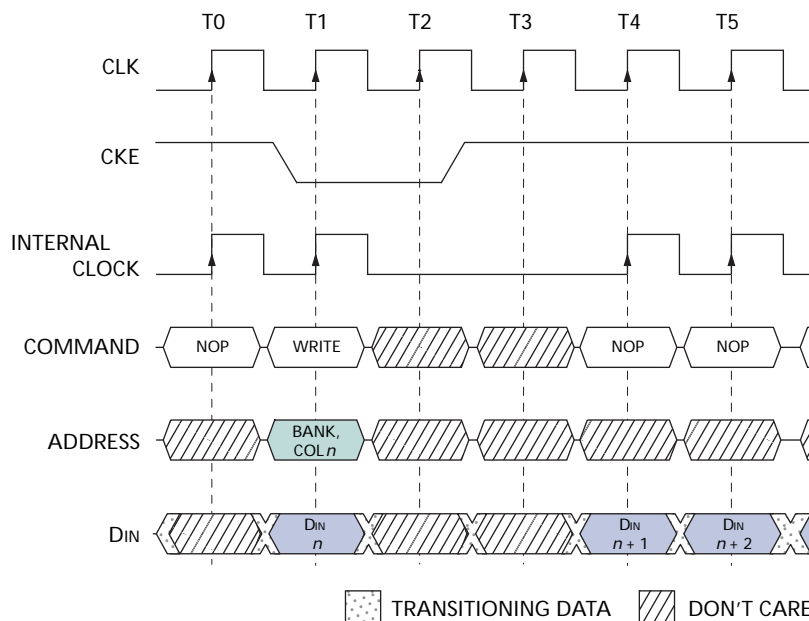 T0 T1 T2 T3 T4 T5
CLK
CKE
INTERNAL
CLOCK
COMMAND NOP WRITE NOP NOP
ADDRESS BANK,
COL n
DIN DIN
n DIN
n + 1 DIN
n + 2
TRANSITIONING DATA DON'T CARE